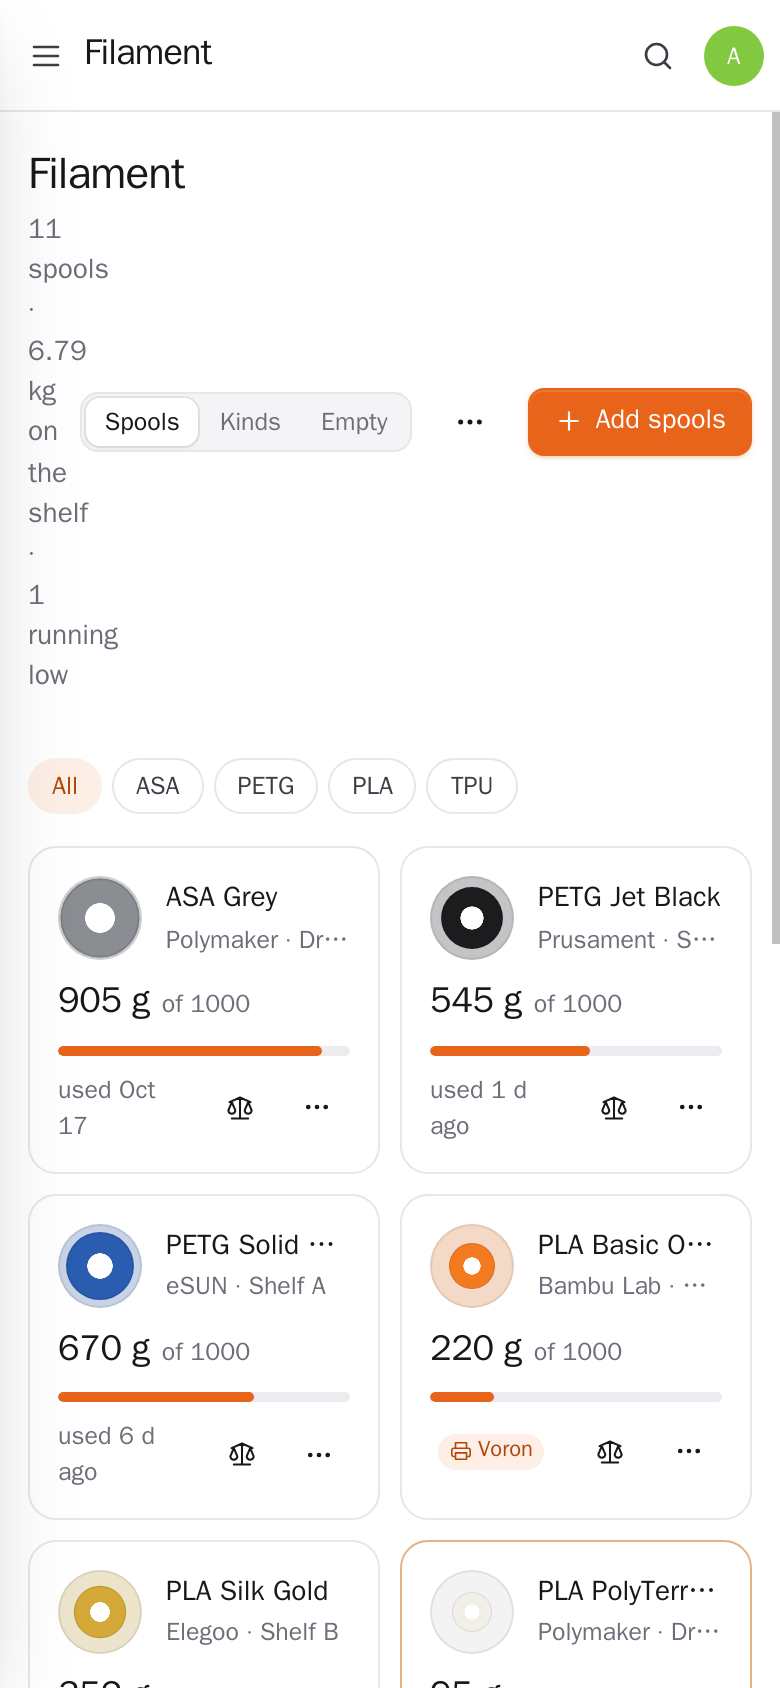 Filament
A
Filament
11
spools
·
6.79
kg
on
the
shelf
·
1
running
low
Spools Kinds Empty
··· + Add spools
All ASA PETG PLA TPU
ASA Grey
Polymaker · Dr···
905 g of 1000
used Oct
17
PETG Jet Black
Prusament · S···
545 g of 1000
used 1 d
ago
PETG Solid ···
eSUN · Shelf A
670 g of 1000
used 6 d
ago
PLA Basic O···
Bambu Lab · ···
220 g of 1000
Voron
PLA Silk Gold
Elegoo · Shelf B
PLA PolyTerr···
Polymaker · Dr···